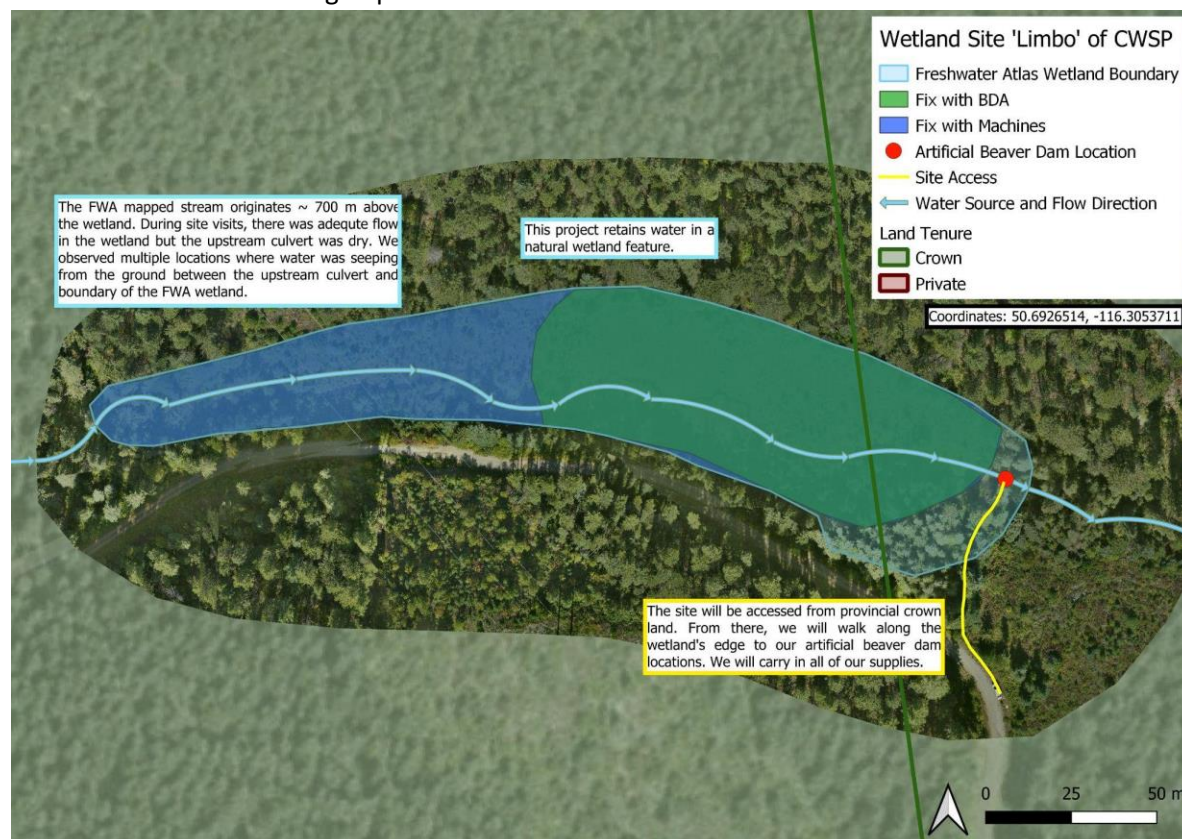 Wetland Site 'Limbo' of CWSP
Freshwater Atlas Wetland Boundary
Fix with BDA
Fix with Machines
Artificial Beaver Dam Location
Site Access
Water Source and Flow Direction
Land Tenure
Crown
Private
Coordinates: 50.6926514, -116.3053711
The FWA mapped stream originates ~ 700 m above
the wetland. During site visits, there was adequte flow
in the wetland but the upstream culvert was dry. We
observed multiple locations where water was seeping
from the ground between the upstream culvert and
boundary of the FWA wetland.
This project retains water in a
natural wetland feature.
The site will be accessed from provincial crown
land. From there, we will walk along the
wetland's edge to our artificial beaver dam
locations. We will carry in all of our supplies.
0 25 50 m